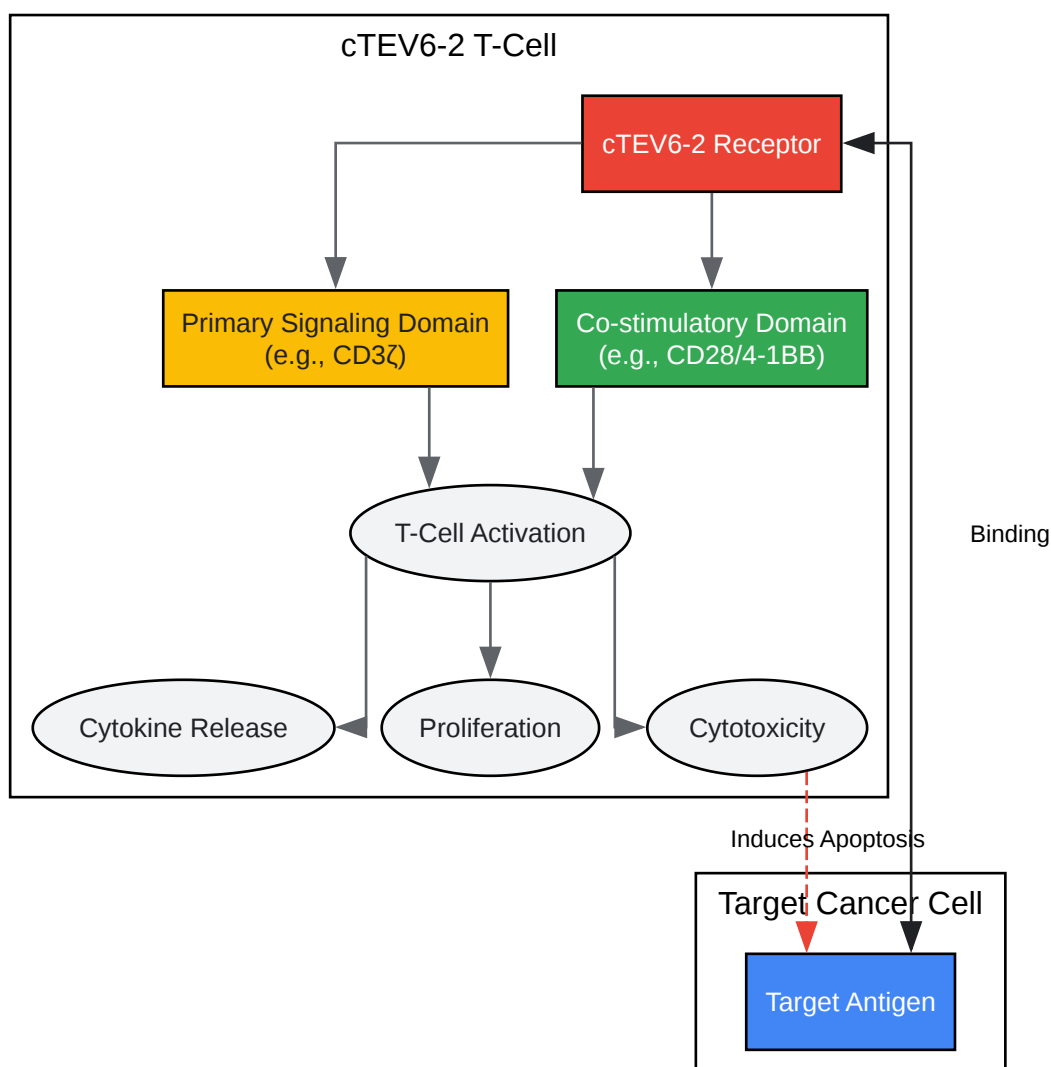 cTEV6-2 T-Cell
cTEV6-2 Receptor
Primary Signaling Domain
(e.g., CD3ζ)
Co-stimulatory Domain
(e.g., CD28/4-1BB)
T-Cell Activation
Binding
Cytokine Release
Proliferation
Cytotoxicity
Induces Apoptosis
Target Cancer Cell
Target Antigen